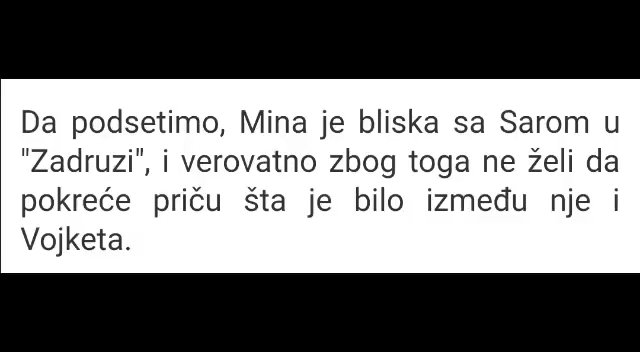 Da podsetimo, Mina je bliska sa Sarom u
"Zadruzi", i verovatno zbog toga ne želi da
pokreće priču šta je bilo između nje i
Vojketa.